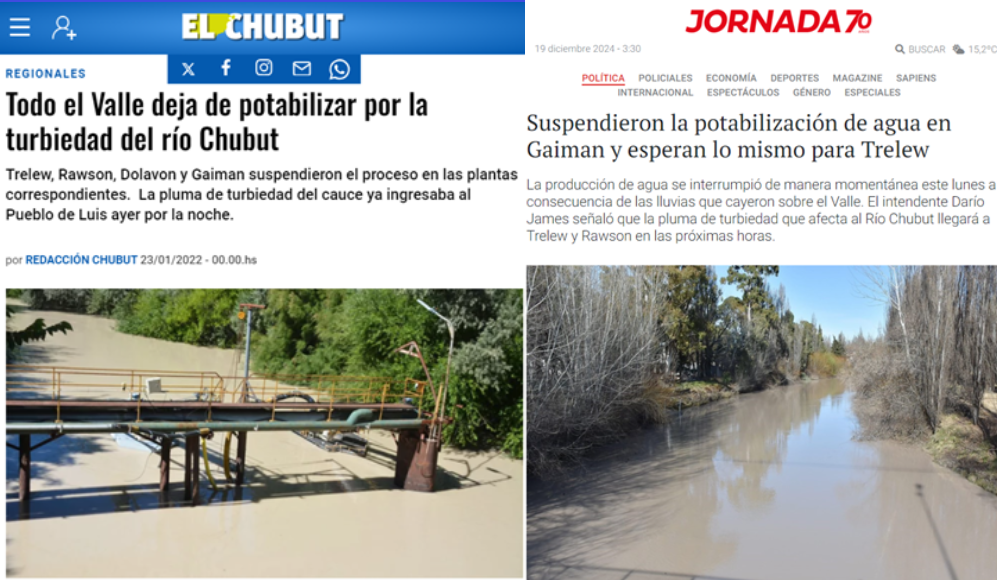 EL CHUBUT
REGIONALES
Todo el Valle deja de potabilizar por la
turbiedad del río Chubut
Trelew, Rawson, Dolavon y Gaiman suspendieron el proceso en las plantas
correspondientes. La pluma de turbiedad del cauce ya ingresaba al
Pueblo de Luis ayer por la noche.
por REDACCIÓN CHUBUT 23/01/2022 - 00.00.hs
JORNADA 70
19 diciembre 2024 - 3:30
BUSCAR 15,2°C
POLÍTICA POLICIALES ECONOMÍA DEPORTES MAGAZINE SAPIENS
INTERNACIONAL ESPECTÁCULOS GÉNERO ESPECIALES
Suspendieron la potabilización de agua en
Gaiman y esperan lo mismo para Trelew
La producción de agua se interrumpió de manera momentánea este lunes a
consecuencia de las lluvias que cayeron sobre el Valle. El intendente Darío
James señaló que la pluma de turbiedad que afecta al Río Chubut llegará a
Trelew y Rawson en las próximas horas.